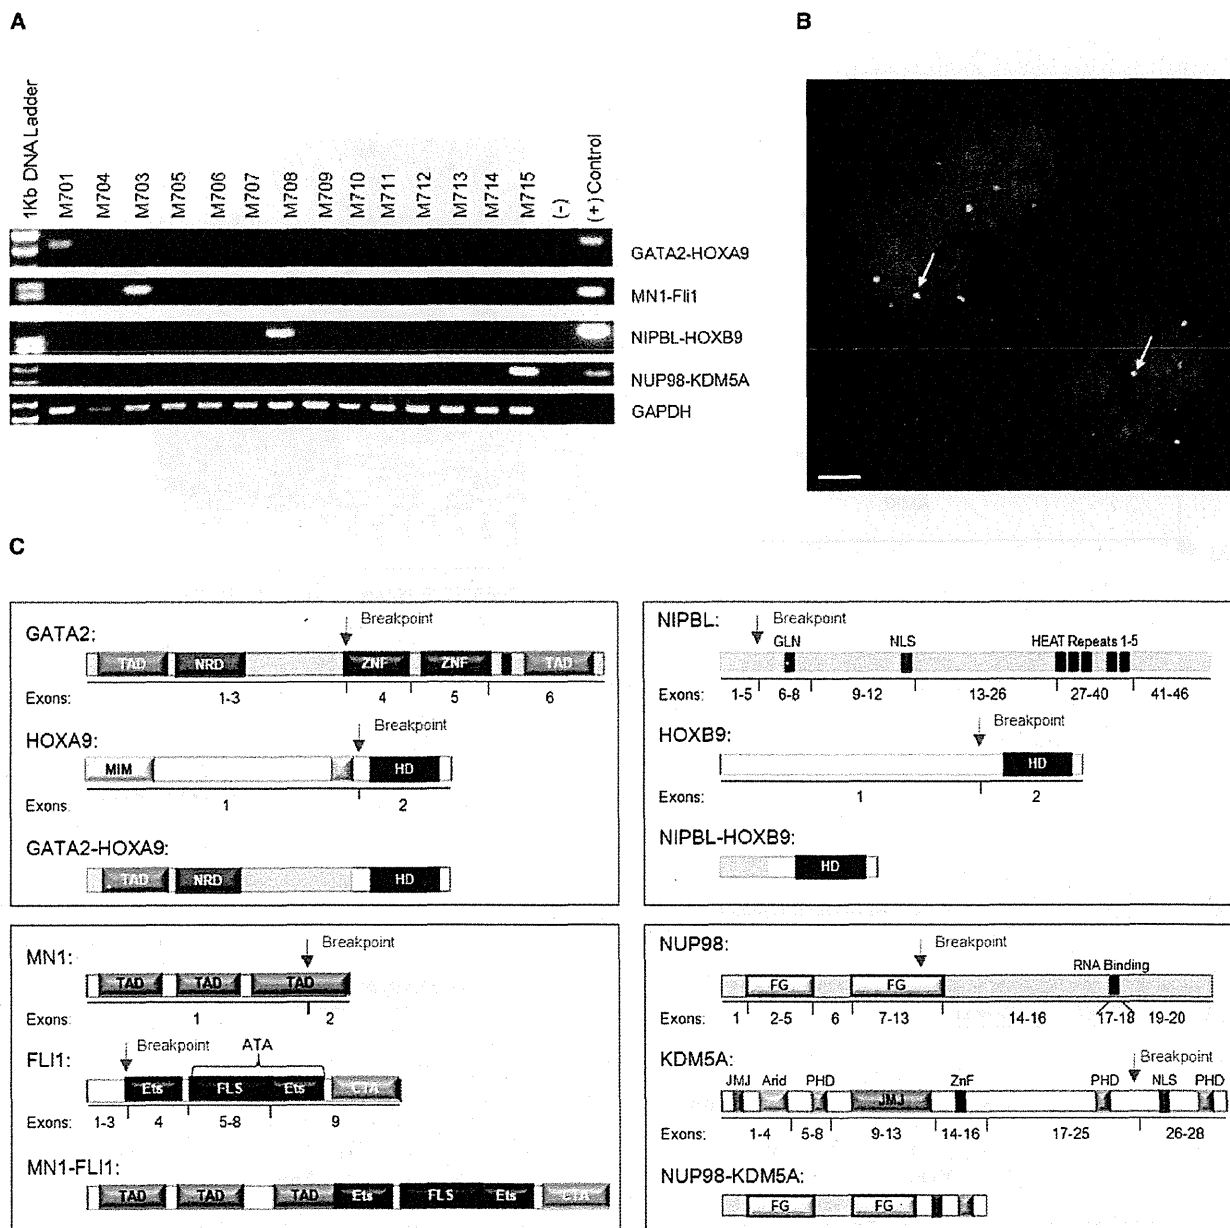 A
B
1Kb DNA Ladder
M701
M704
M703
M705
M706
M707
M708
M709
M710
M711
M712
M713
M714
M715
(-)
(+) Control
GATA2-HOXA9
MN1-Fli1
NIPBL-HOXB9
NUP98-KDM5A
GAPDH
C
GATA2:
Breakpoint
TAD NRD ZNF ZNF TAD
Exons: 1-3 4 5 6
HOXA9:
Breakpoint
MIM HD
Exons: 1 2
GATA2-HOXA9:
TAD NRD HD
NIPBL:
Breakpoint
GLN NLS HEAT Repeats 1-5
Exons: 1-5 6-8 9-12 13-26 27-40 41-46
HOXB9:
Breakpoint
HD
Exons: 1 2
NIPBL-HOXB9:
HD
MN1:
Breakpoint
TAD TAD TAD
Exons: 1 2
FLI1:
Breakpoint ATA
Ets FLS Ets CTA
Exons: 1-3 4 5-8 9
MN1-FLI1:
TAD TAD TAD Ets FLS Ets CTA
NUP98:
Breakpoint
RNA Binding
FG FG
Exons: 1 2-5 6 7-13 14-16 17-18 19-20
KDM5A:
Breakpoint
JMJ Arid PHD ZnF PHD NLS PHD
JMJ
Exons: 1-4 5-8 9-13 14-16 17-25 26-28
NUP98-KDM5A:
FG FG